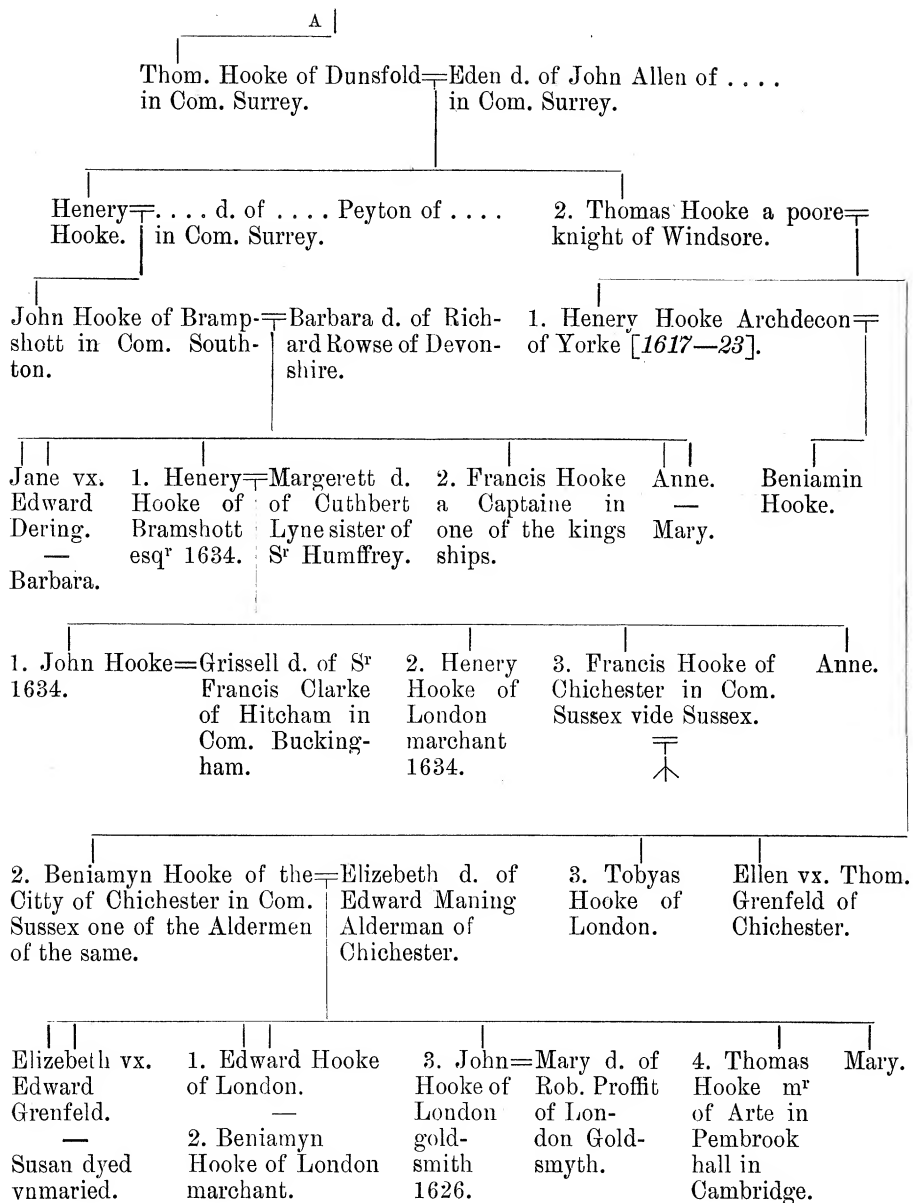 A
Thom. Hooke of Dunsfold=Eden d. of John Allen of . . . .
in Com. Surrey.
in Com. Surrey.
Henery=. . . . d. of . . . . Peyton of . . . .
Hooke.
in Com. Surrey.
2. Thomas Hooke a poore=
knight of Windsore.
John Hooke of Bramp-
shott in Com. South-
ton.
=Barbara d. of Rich-
ard Rowse of Devon-
shire.
1. Henery Hooke Archdecon=
of Yorke [1617—23].
Jane vx.
Edward
Dering.
—
Barbara.
1. Henery=
Hooke of
Bramshott
esqr 1634.
Margerett d.
of Cuthbert
Lyne sister of
Sr Humffrey.
2. Francis Hooke
a Captaine in
one of the kings
ships.
Anne.
—
Mary.
Beniamin
Hooke.
1. John Hooke=
1634.
Grissell d. of Sr
Francis Clarke
of Hitcham in
Com. Bucking-
ham.
2. Henery
Hooke of
London
marchant
1634.
3. Francis Hooke of
Chichester in Com.
Sussex vide Sussex.
Anne.
2. Beniamyn Hooke of the=
Citty of Chichester in Com.
Sussex one of the Aldermen
of the same.
Elizebeth d. of
Edward Maning
Alderman of
Chichester.
3. Tobyas
Hooke of
London.
Ellen vx. Thom.
Grenfeld of
Chichester.
Elizebeth vx.
Edward
Grenfeld.
—
Susan dyed
vnmaried.
1. Edward Hooke
of London.
—
2. Beniamyn
Hooke of London
marchant.
3. John=
Hooke of
London
gold-
smith
1626.
Mary d. of
Rob. Proffit
of Lon-
don Gold-
smyth.
4. Thomas
Hooke mr
of Arte in
Pembrook
hall in
Cambridge.
Mary.